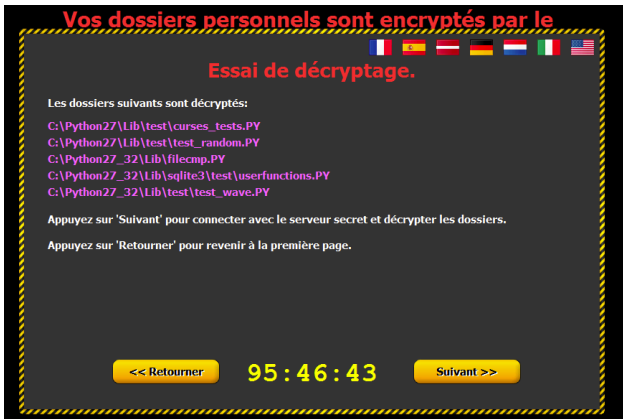 Vos dossiers personnels sont encryptés par le
Essai de décryptage.
Les dossiers suivants sont décryptés:
C:\Python27\Lib\test\curses_tests.PY
C:\Python27\Lib\test\test_random.PY
C:\Python27_32\Lib\filecmp.PY
C:\Python27_32\Lib\sqlite3\test\userfunctions.PY
C:\Python27_32\Lib\test\test_wave.PY
Appuyez sur 'Suivant' pour connecter avec le serveur secret et décrypter les dossiers.
Appuyez sur 'Retourner' pour revenir à la première page.
<< Retourner
95:46:43
Suivant >>